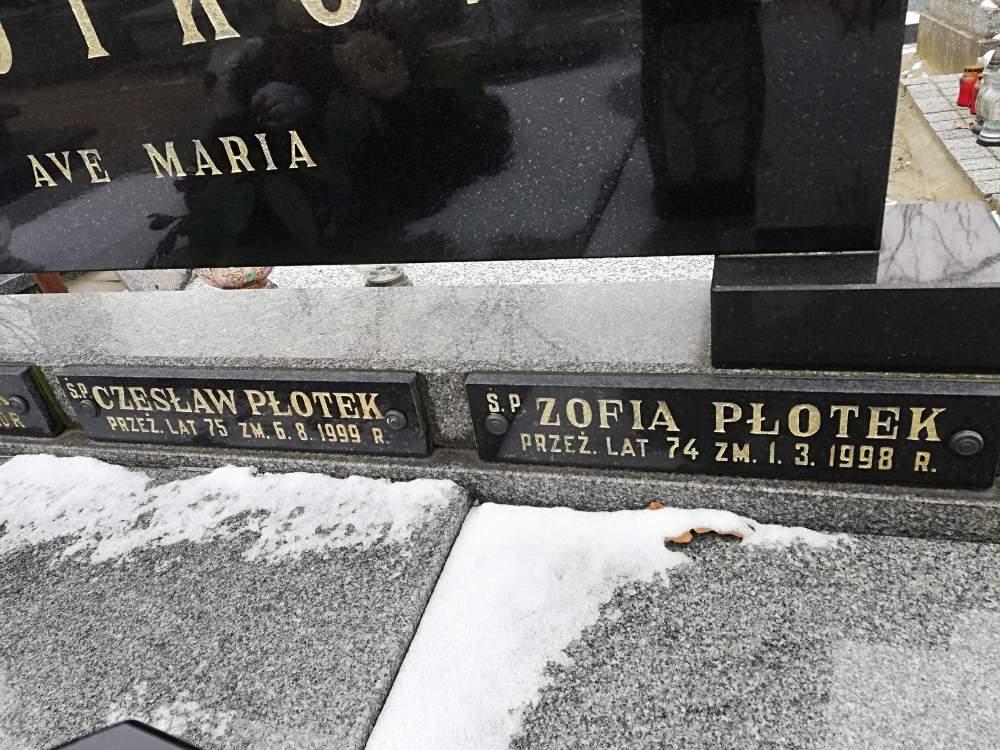 AVE MARIA
Ś.P. CZESŁAW PŁOTEK
PRZEŻ. LAT 75 ZM. 6. 8. 1999 R.
Ś. P. ZOFIA PŁOTEK
PRZEŻ. LAT 74 ZM. 1. 3. 1998 R.